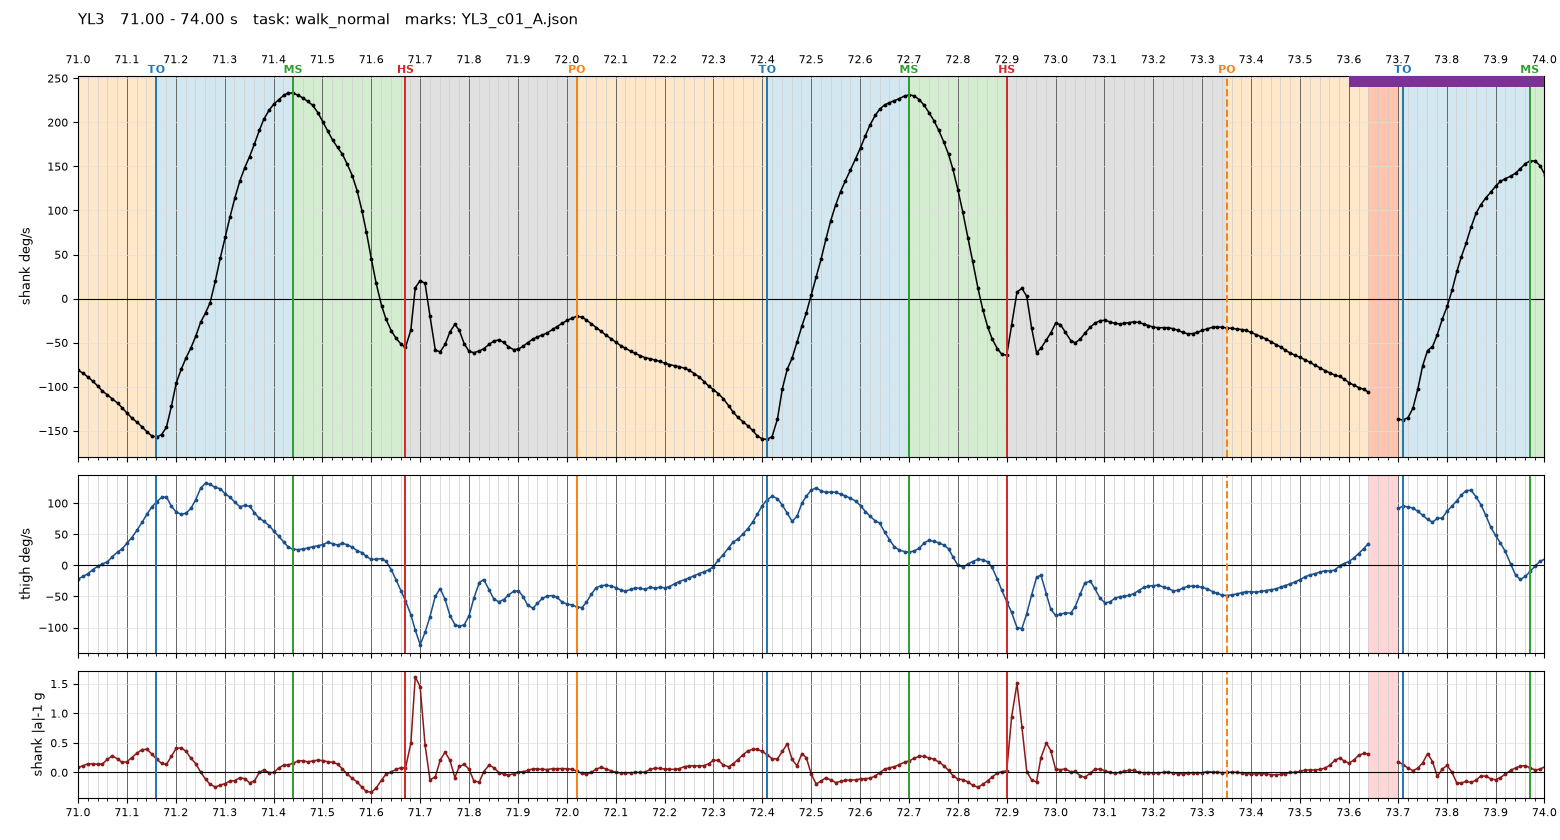 YL3 71.00 - 74.00 s task: walk_normal marks: YL3_c01_A.json
71.0 71.1 71.2 71.3 71.4 71.5 71.6 71.7 71.8 71.9 72.0 72.1 72.2 72.3 72.4 72.5 72.6 72.7 72.8 72.9 73.0 73.1 73.2 73.3 73.4 73.5 73.6 73.7 73.8 73.9 74.0
TO MS HS PO TO MS HS PO TO MS
250
200
150
100
50
0
−50
−100
−150
shank deg/s
100
50
0
−50
−100
thigh deg/s
1.5
1.0
0.5
0.0
shank |a|-1 g
71.0 71.1 71.2 71.3 71.4 71.5 71.6 71.7 71.8 71.9 72.0 72.1 72.2 72.3 72.4 72.5 72.6 72.7 72.8 72.9 73.0 73.1 73.2 73.3 73.4 73.5 73.6 73.7 73.8 73.9 74.0